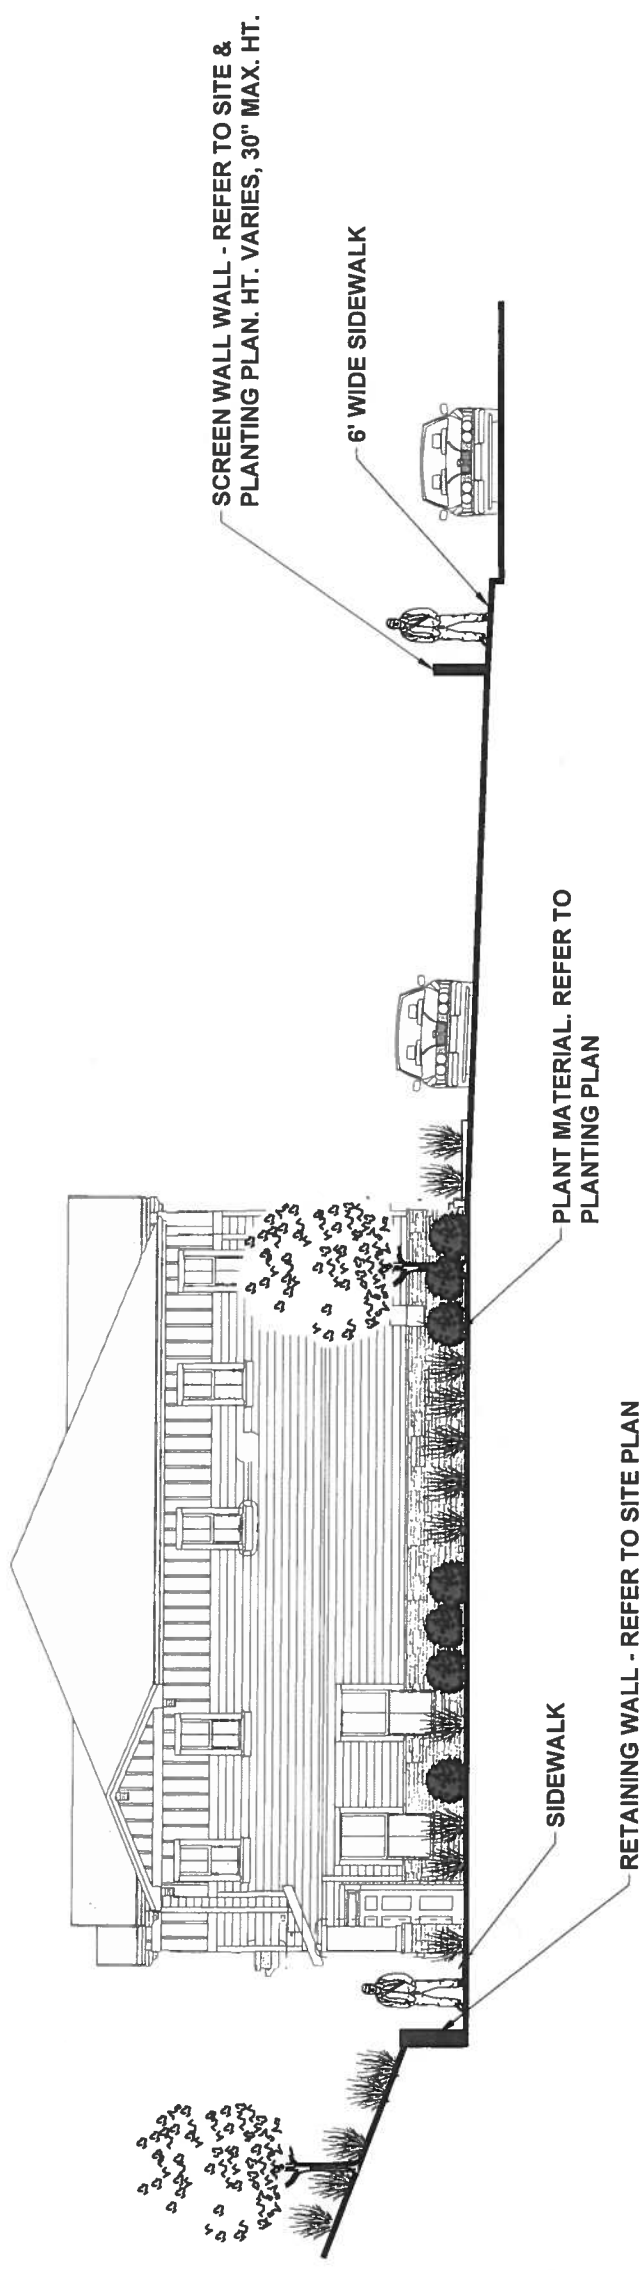 SCREEN WALL WALL - REFER TO SITE &
PLANTING PLAN. HT. VARIES, 30" MAX. HT.
6' WIDE SIDEWALK
PLANT MATERIAL. REFER TO
PLANTING PLAN
SIDEWALK
RETAINING WALL - REFER TO SITE PLAN